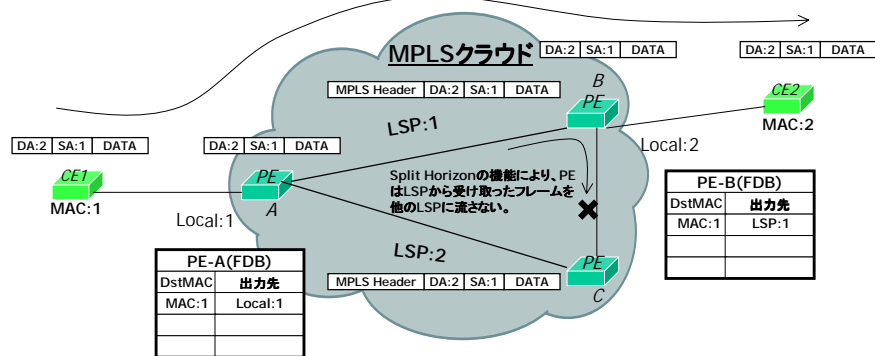 MPLSクラウド
DA:2 SA:1 DATA
DA:2 SA:1 DATA
B
PE
CE2
MAC:2
MPLS Header DA:2 SA:1 DATA
LSP:1
Local:2
DA:2 SA:1 DATA
DA:2 SA:1 DATA
CE1
MAC:1
PE
A
Local:1
Split Horizonの機能により、PE
はLSPから受け取ったフレームを
他のLSPに流さない。
PE-B(FDB)
DstMAC 出力先
MAC:1 LSP:1
LSP:2
PE-A(FDB)
DstMAC 出力先
MAC:1 Local:1
MPLS Header DA:2 SA:1 DATA
PE
C